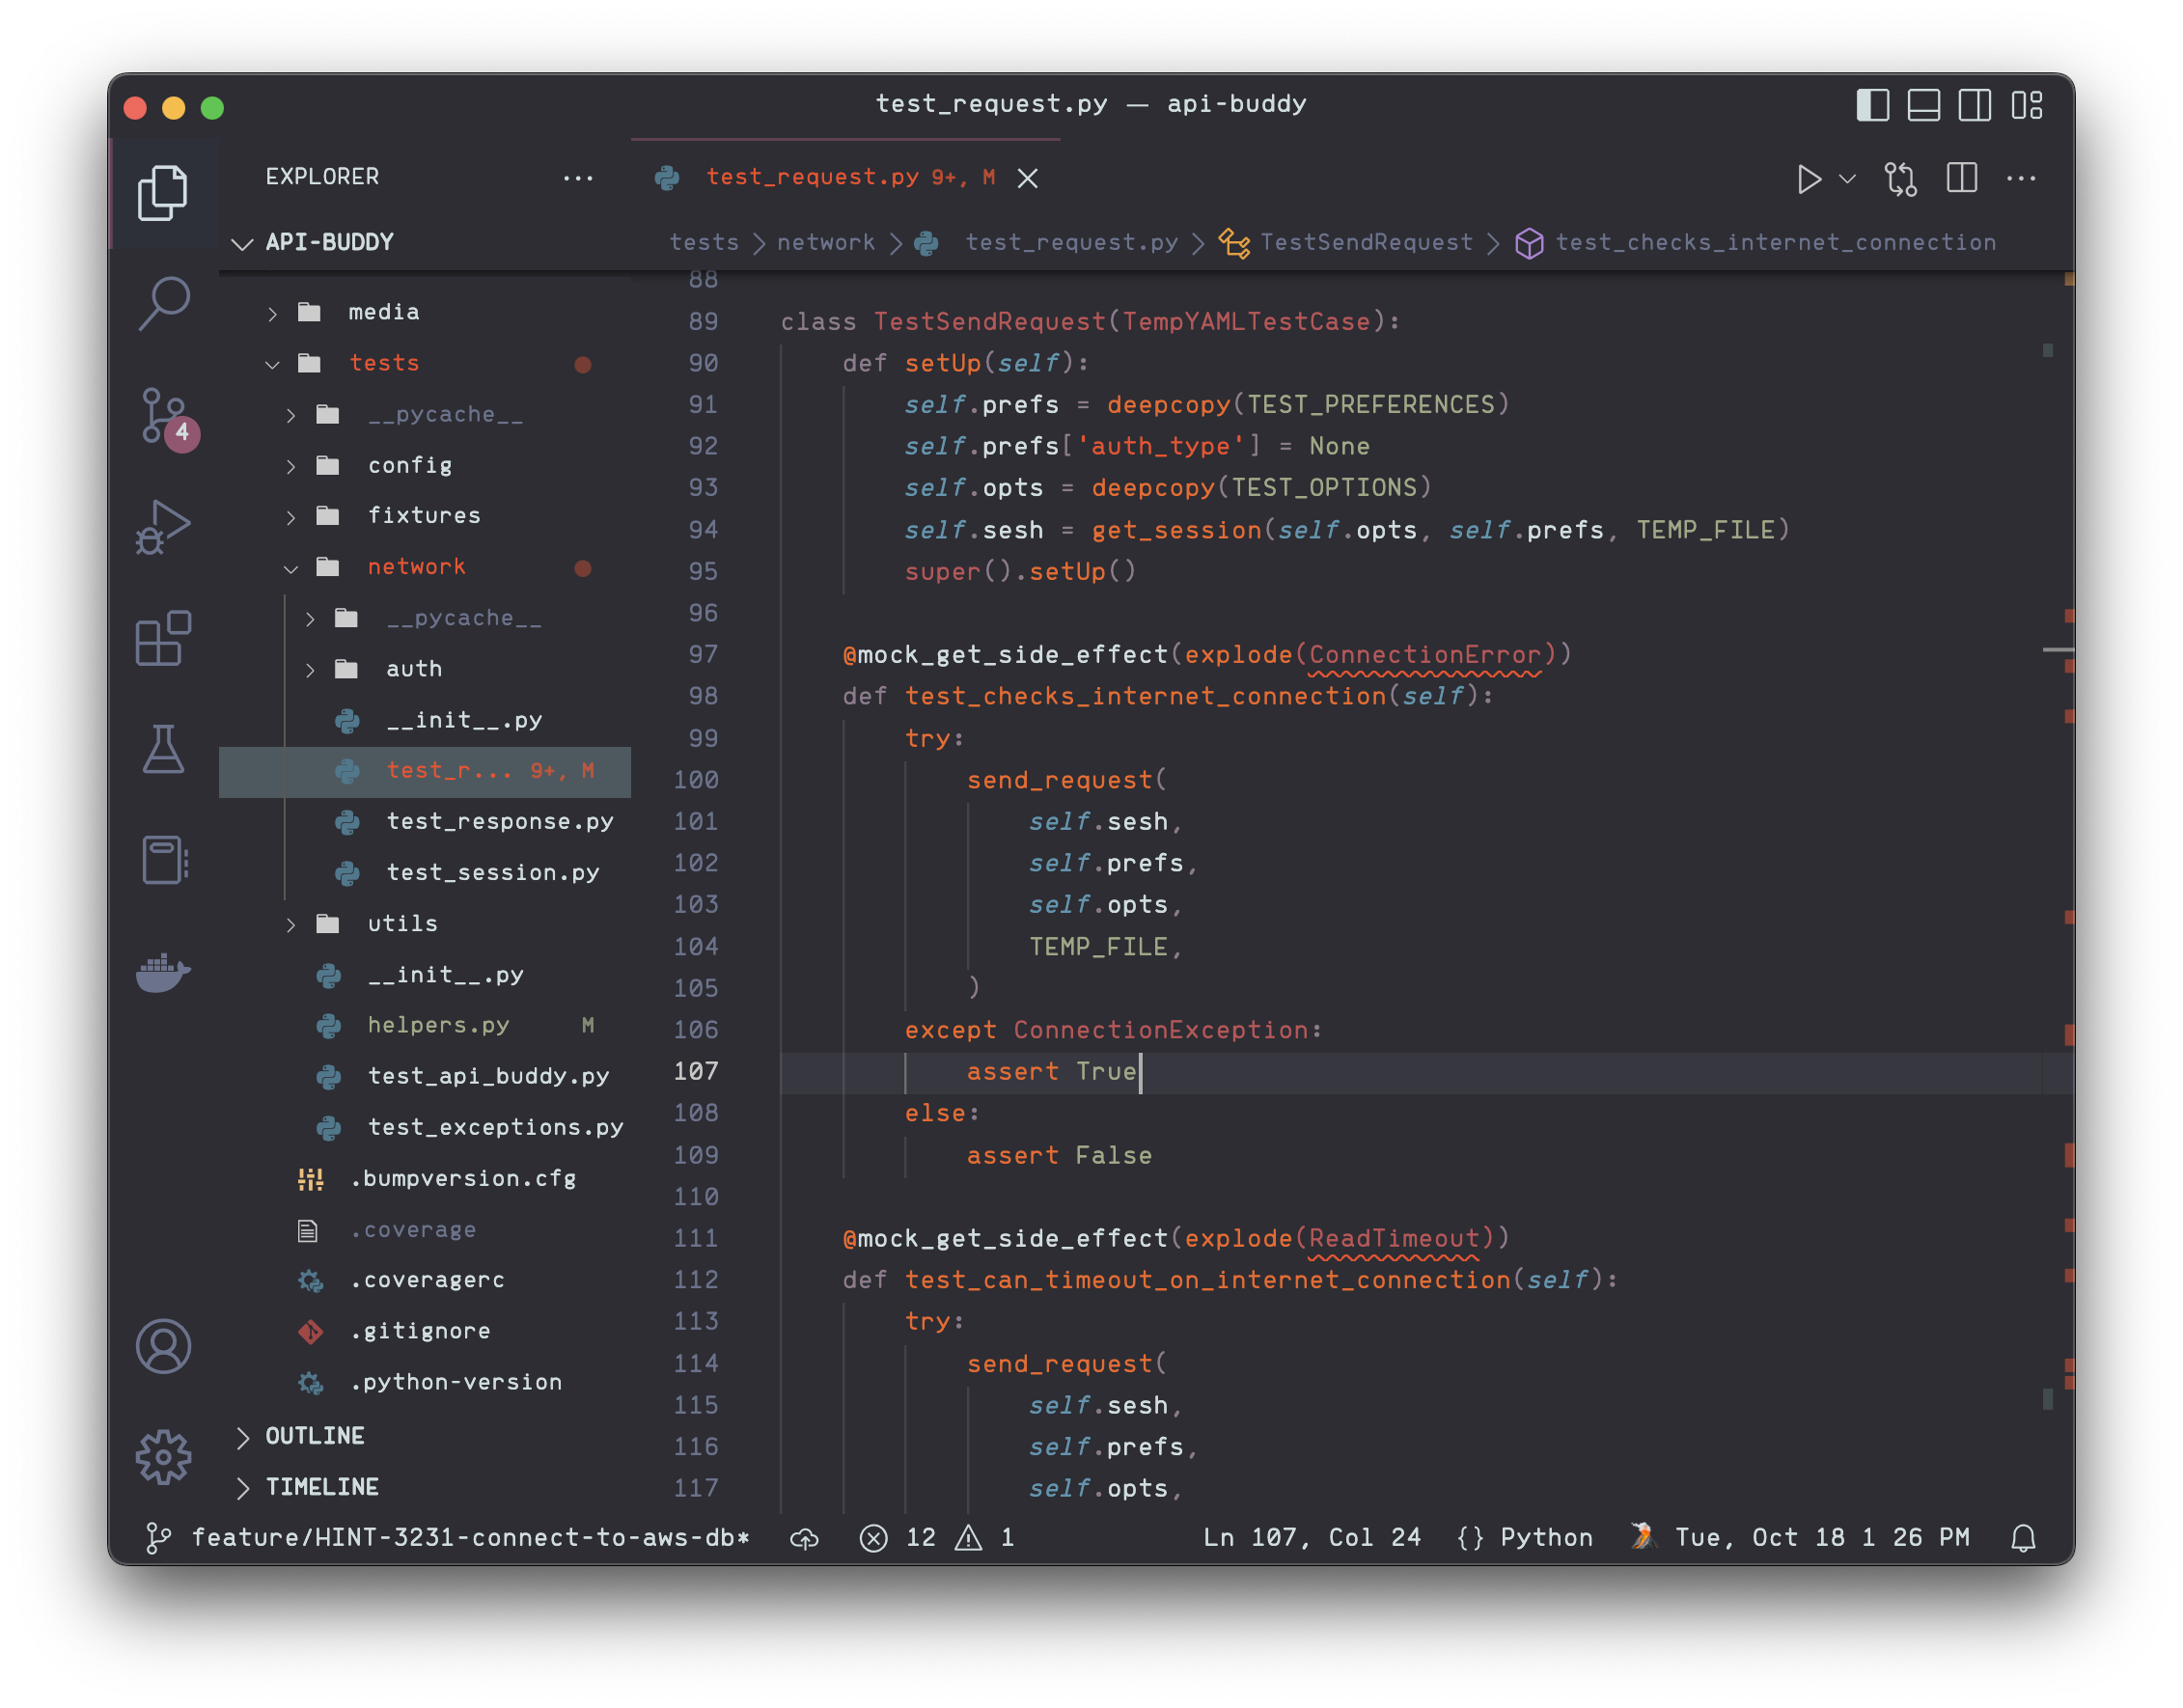 test_request.py — api-buddy
EXPLORER
API-BUDDY
media
tests
__pycache__
config
fixtures
network
__pycache__
auth
__init__.py
test_r... 9+, M
test_response.py
test_session.py
utils
__init__.py
helpers.py M
test_api_buddy.py
test_exceptions.py
.bumpversion.cfg
.coverage
.coveragerc
.gitignore
.python-version
OUTLINE
TIMELINE
4
test_request.py 9+, M
tests > network > test_request.py > TestSendRequest > test_checks_internet_connection
88
89 class TestSendRequest(TempYAMLTestCase):
90     def setUp(self):
91         self.prefs = deepcopy(TEST_PREFERENCES)
92         self.prefs['auth_type'] = None
93         self.opts = deepcopy(TEST_OPTIONS)
94         self.sesh = get_session(self.opts, self.prefs, TEMP_FILE)
95         super().setUp()
96
97     @mock_get_side_effect(explode(ConnectionError))
98     def test_checks_internet_connection(self):
99         try:
100             send_request(
101                 self.sesh,
102                 self.prefs,
103                 self.opts,
104                 TEMP_FILE,
105             )
106         except ConnectionException:
107             assert True
108         else:
109             assert False
110
111     @mock_get_side_effect(explode(ReadTimeout))
112     def test_can_timeout_on_internet_connection(self):
113         try:
114             send_request(
115                 self.sesh,
116                 self.prefs,
117                 self.opts,
feature/HINT-3231-connect-to-aws-db* 12 1 Ln 107, Col 24 {} Python Tue, Oct 18 1 26 PM